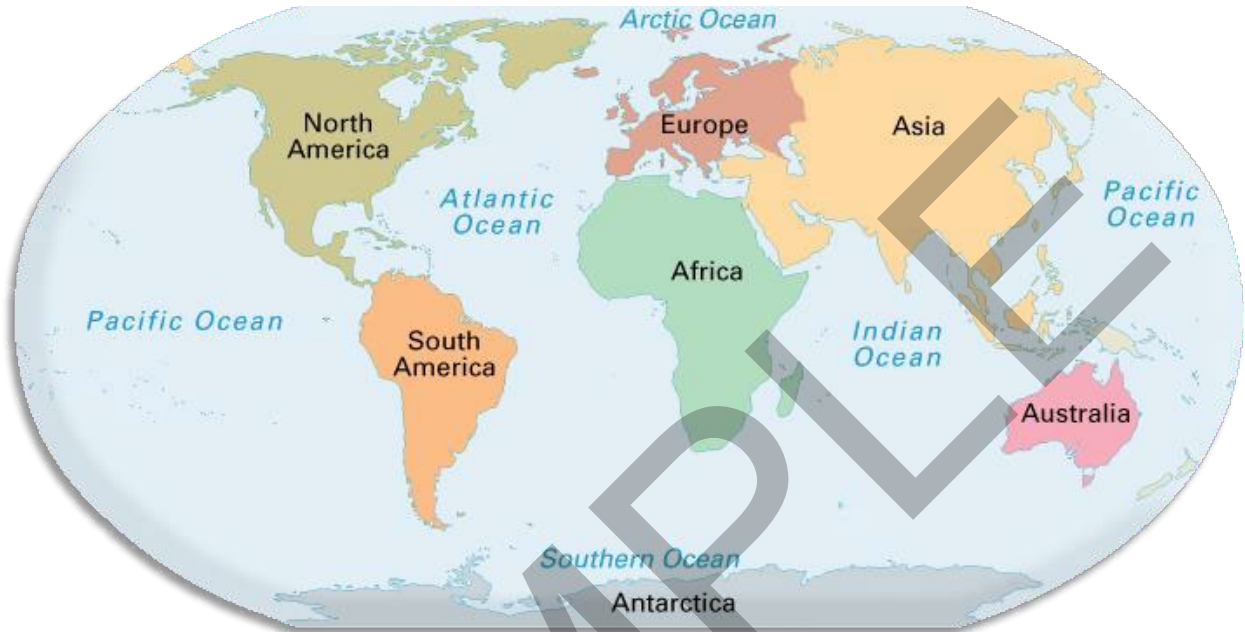 Arctic Ocean
North
America
Europe
Asia
Atlantic
Ocean
Pacific
Ocean
Africa
Pacific Ocean
South
America
Indian
Ocean
Australia
Southern Ocean
Antarctica
MPLE